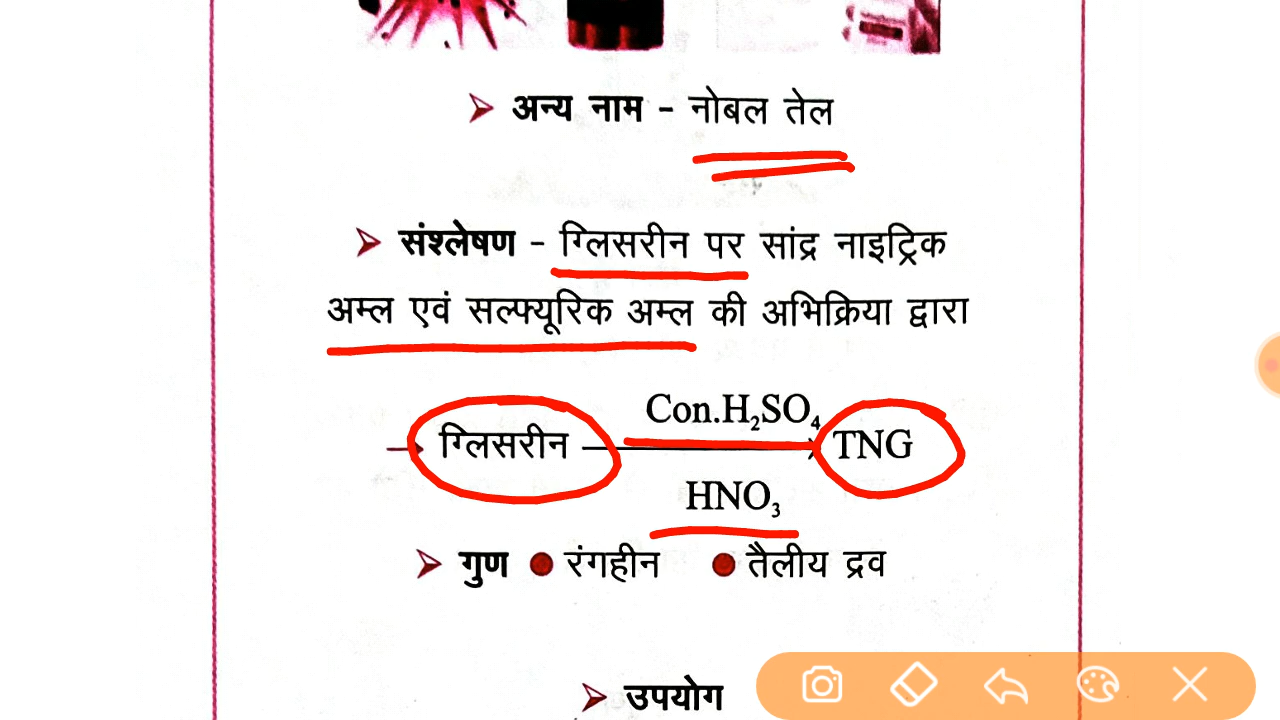 ➢ अन्य नाम - नोबल तेल
➢ संश्लेषण - ग्लिसरीन पर सांद्र नाइट्रिक
अम्ल एवं सल्फ्यूरिक अम्ल की अभिक्रिया द्वारा
→ ग्लिसरीन —Con.H₂SO₄→ TNG
HNO₃
➢ गुण ● रंगहीन ● तैलीय द्रव
➢ उपयोग